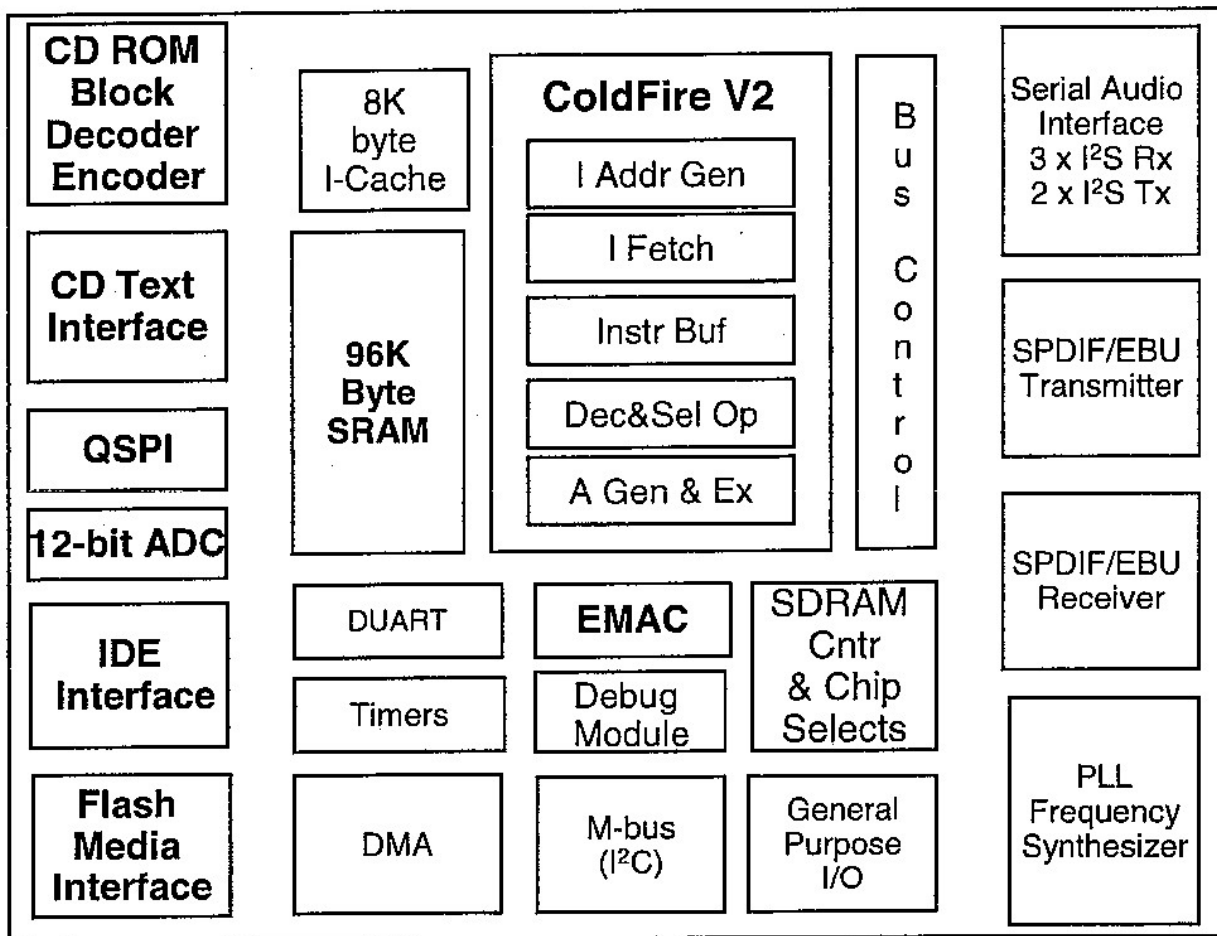 CD ROM
Block
Decoder
Encoder
CD Text
Interface
QSPI
12-bit ADC
IDE
Interface
Flash
Media
Interface
8K
byte
I-Cache
96K
Byte
SRAM
DUART
Timers
DMA
ColdFire V2
I Addr Gen
I Fetch
Instr Buf
Dec&Sel Op
A Gen & Ex
EMAC
Debug
Module
M-bus
(I²C)
Bus Control
SDRAM
Cntr
& Chip
Selects
General
Purpose
I/O
Serial Audio
Interface
3 x I²S Rx
2 x I²S Tx
SPDIF/EBU
Transmitter
SPDIF/EBU
Receiver
PLL
Frequency
Synthesizer